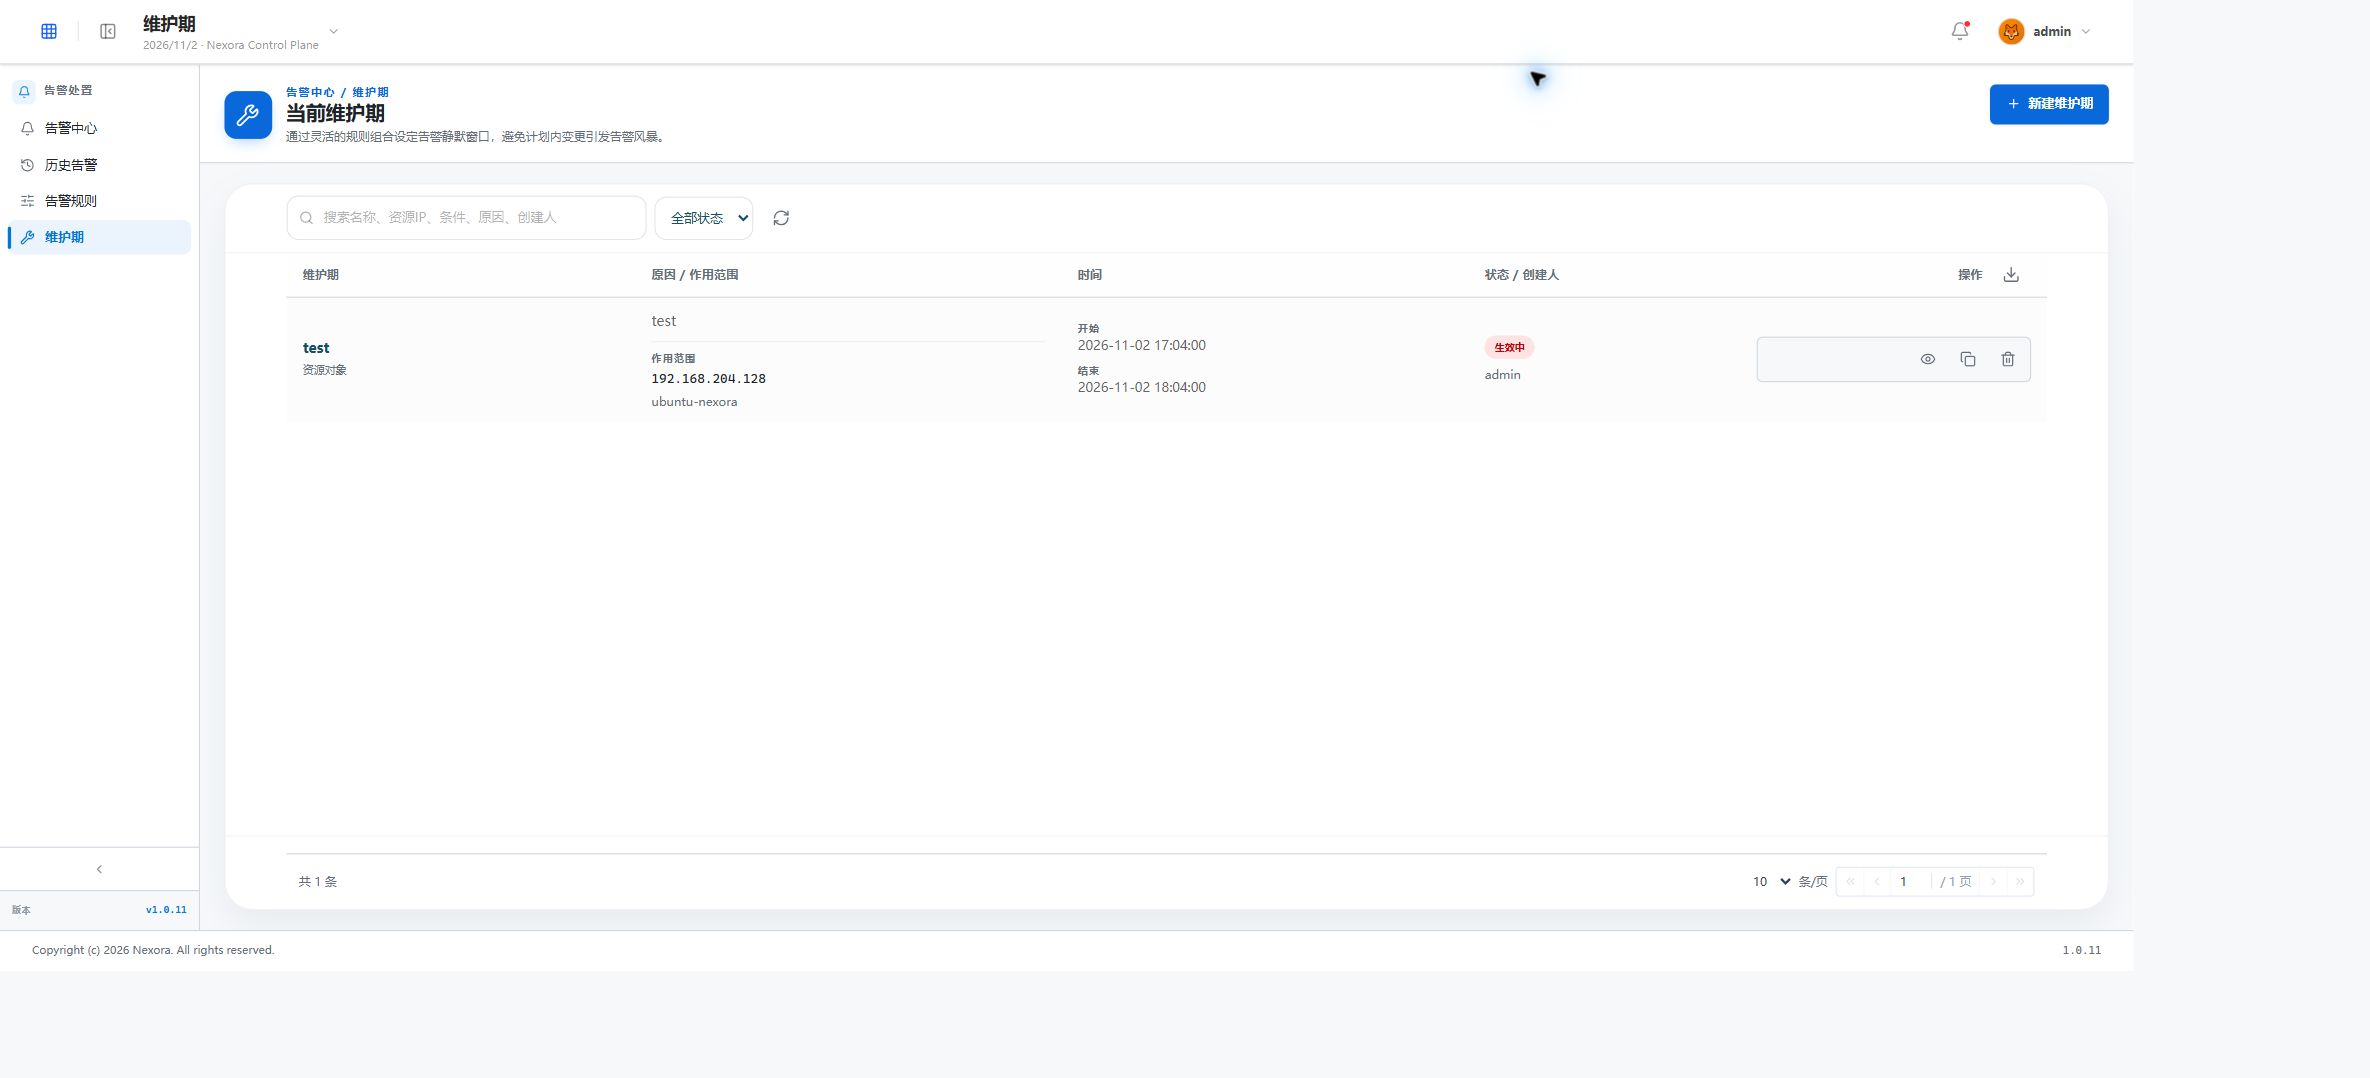 维护期
2026/11/2 · Nexora Control Plane
admin
告警处置
告警中心
历史告警
告警规则
维护期
告警中心 / 维护期
当前维护期
通过灵活的规则组合设定告警静默窗口，避免计划内变更引发告警风暴。
新建维护期
搜索名称、资源IP、条件、原因、创建人
全部状态
维护期 原因 / 作用范围 时间 状态 / 创建人 操作
test
资源对象
test
作用范围
192.168.204.128
ubuntu-nexora
开始
2026-11-02 17:04:00
结束
2026-11-02 18:04:00
生效中
admin
共 1 条
10 条/页 « ‹ 1 / 1 页 › »
版本 v1.0.11
Copyright (c) 2026 Nexora. All rights reserved.
1.0.11